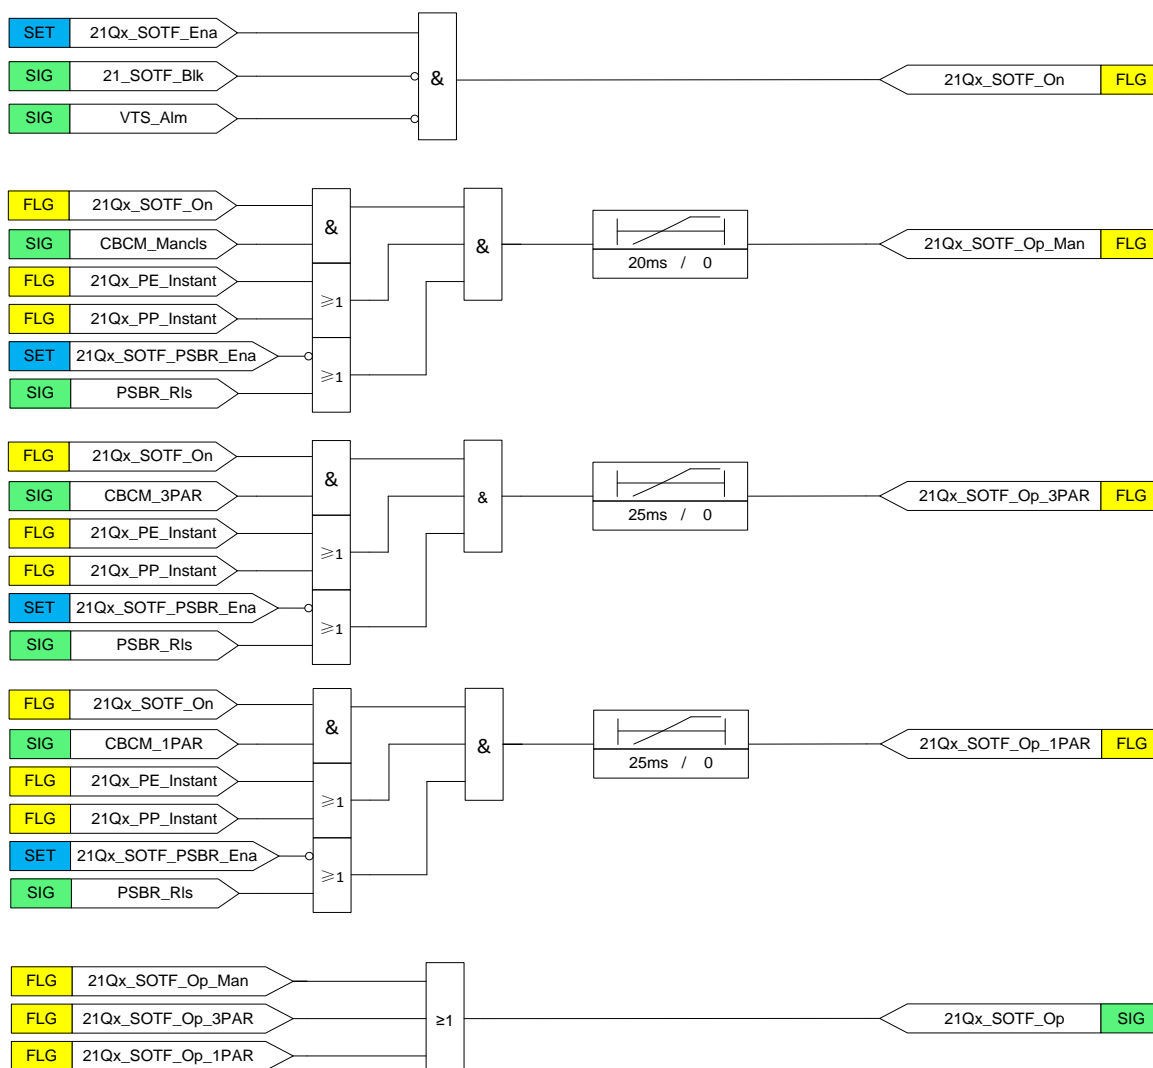 SET 21Qx_SOTF_Ena
SIG 21_SOTF_Blk
& 21Qx_SOTF_On FLG
SIG VTS_Alm
FLG 21Qx_SOTF_On
&
SIG CBCM_Mancls
& 21Qx_SOTF_Op_Man FLG
20ms / 0
FLG 21Qx_PE_Instant
≥1
FLG 21Qx_PP_Instant
SET 21Qx_SOTF_PSBR_Ena
≥1
SIG PSBR_Rls
FLG 21Qx_SOTF_On
&
SIG CBCM_3PAR
& 21Qx_SOTF_Op_3PAR FLG
25ms / 0
FLG 21Qx_PE_Instant
≥1
FLG 21Qx_PP_Instant
SET 21Qx_SOTF_PSBR_Ena
≥1
SIG PSBR_Rls
FLG 21Qx_SOTF_On
&
SIG CBCM_1PAR
& 21Qx_SOTF_Op_1PAR FLG
25ms / 0
FLG 21Qx_PE_Instant
≥1
FLG 21Qx_PP_Instant
SET 21Qx_SOTF_PSBR_Ena
≥1
SIG PSBR_Rls
FLG 21Qx_SOTF_Op_Man
FLG 21Qx_SOTF_Op_3PAR
≥1 21Qx_SOTF_Op SIG
FLG 21Qx_SOTF_Op_1PAR